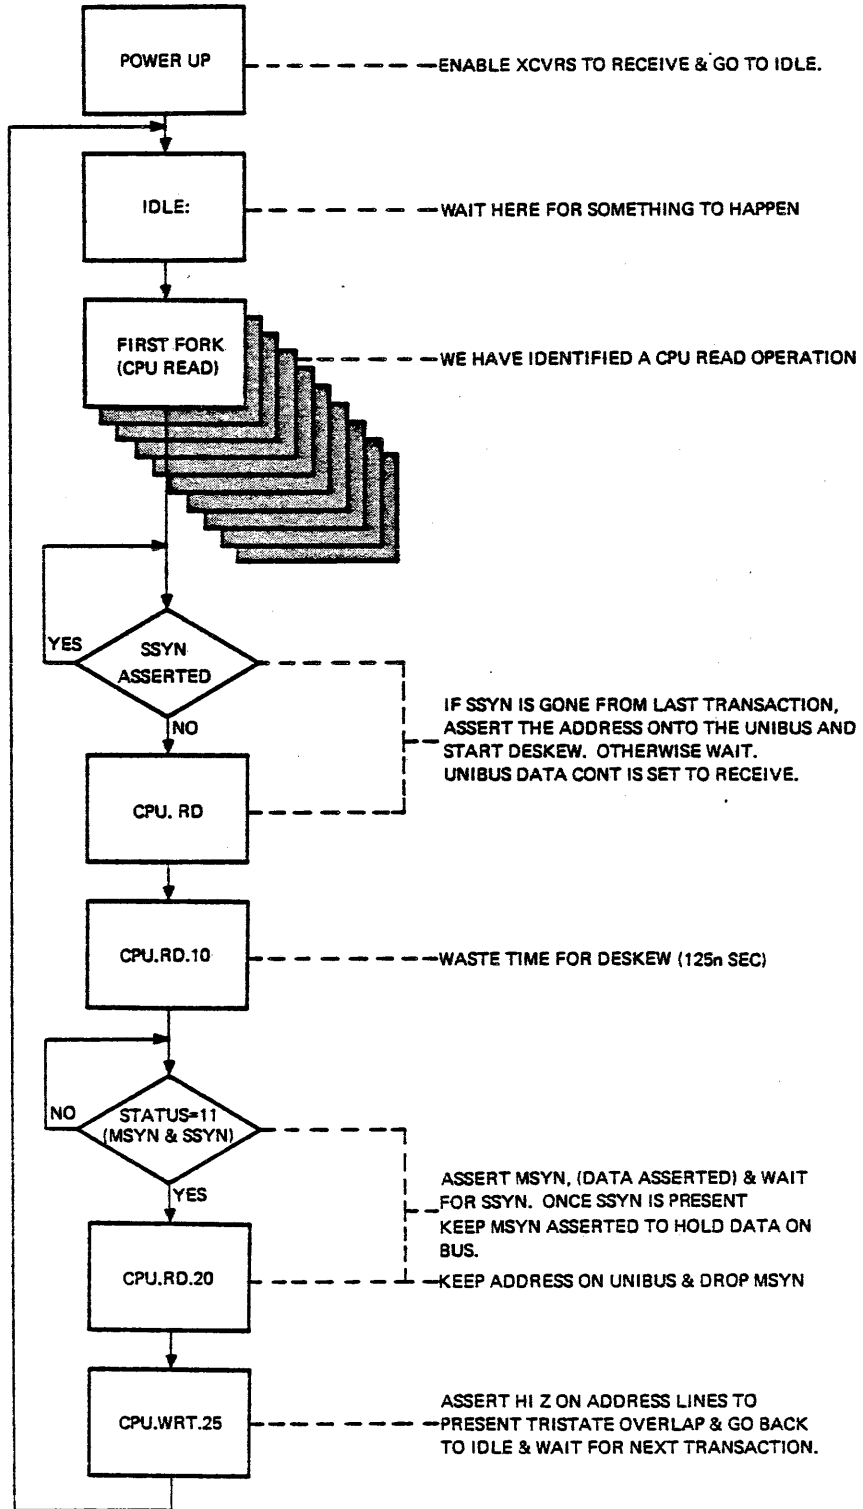 POWER UP
ENABLE XCVRS TO RECEIVE & GO TO IDLE.
IDLE:
WAIT HERE FOR SOMETHING TO HAPPEN
FIRST FORK
(CPU READ)
WE HAVE IDENTIFIED A CPU READ OPERATION
YES
SSYN
ASSERTED
NO
IF SSYN IS GONE FROM LAST TRANSACTION,
ASSERT THE ADDRESS ONTO THE UNIBUS AND
START DESKEW. OTHERWISE WAIT.
UNIBUS DATA CONT IS SET TO RECEIVE.
CPU. RD
CPU.RD.10
WASTE TIME FOR DESKEW (125n SEC)
NO
STATUS=11
(MSYN & SSYN)
YES
ASSERT MSYN, (DATA ASSERTED) & WAIT
FOR SSYN. ONCE SSYN IS PRESENT
KEEP MSYN ASSERTED TO HOLD DATA ON
BUS.
CPU.RD.20
KEEP ADDRESS ON UNIBUS & DROP MSYN
CPU.WRT.25
ASSERT HI Z ON ADDRESS LINES TO
PRESENT TRISTATE OVERLAP & GO BACK
TO IDLE & WAIT FOR NEXT TRANSACTION.